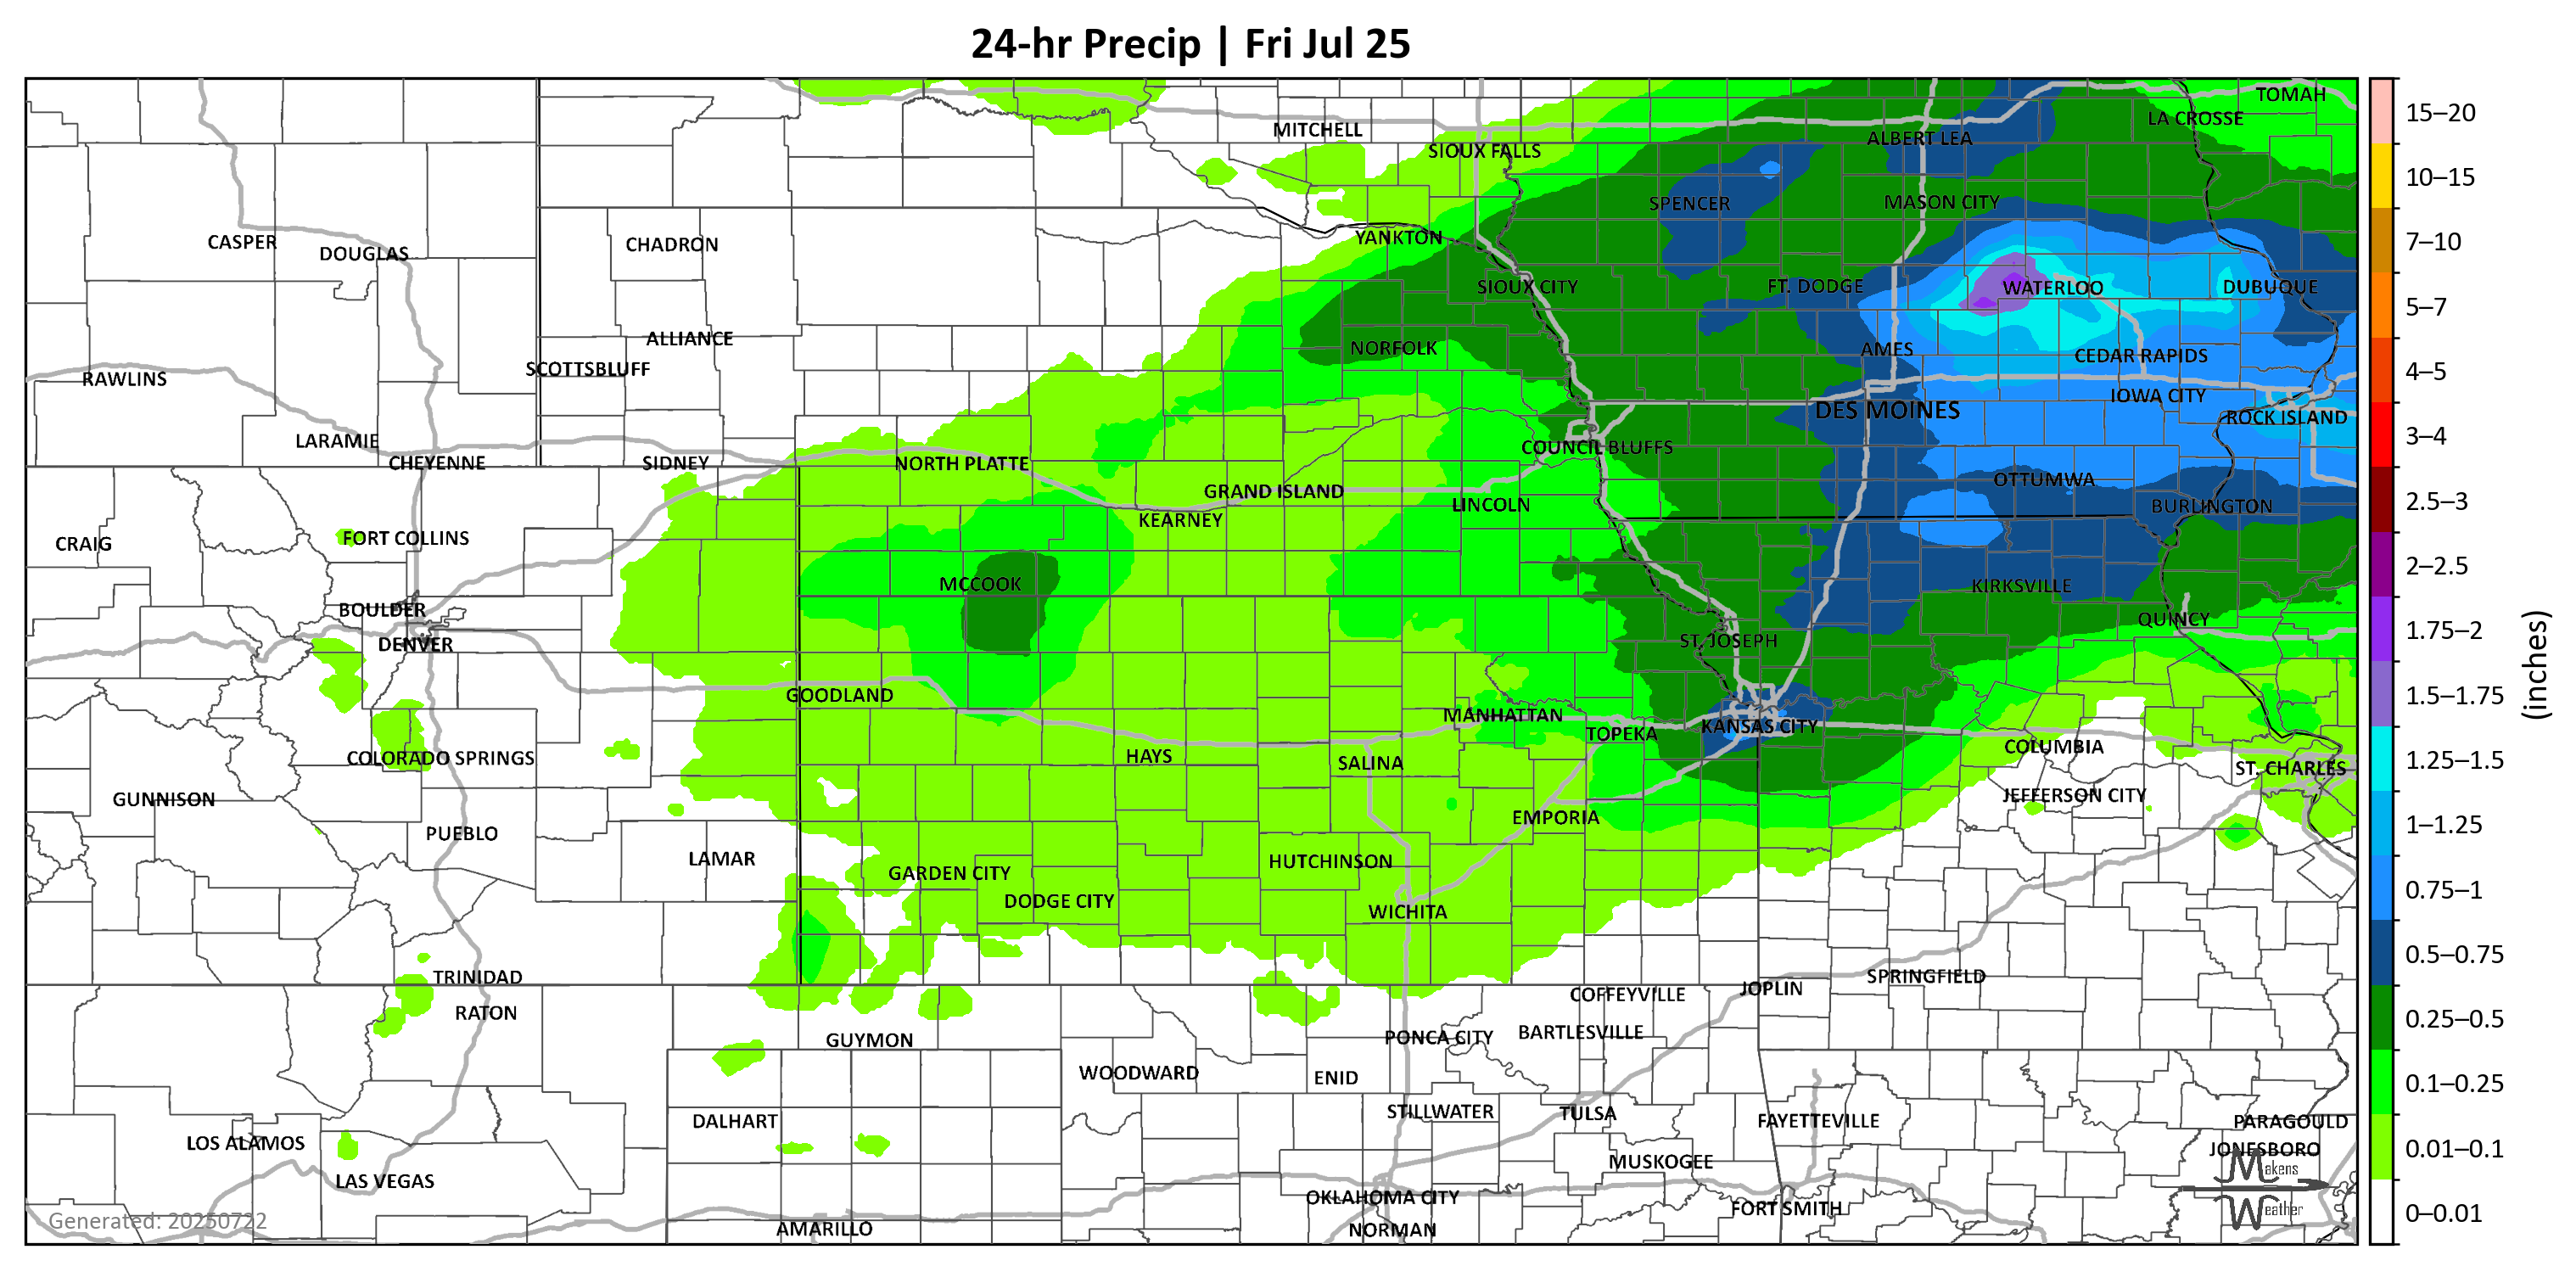 24-hr Precip | Fri Jul 25
TOMAH
LA CROSSE
MITCHELL
ALBERT LEA
SIOUX FALLS
SPENCER
MASON CITY
YANKTON
CASPER
DOUGLAS
CHADRON
SIOUX CITY
FT. DODGE
WATERLOO
DUBUQUE
ALLIANCE
NORFOLK
AMES
CEDAR RAPIDS
SCOTTSBLUFF
RAWLINS
IOWA CITY
DES MOINES
ROCK ISLAND
LARAMIE
COUNCIL BLUFFS
CHEYENNE
SIDNEY
NORTH PLATTE
OTTUMWA
GRAND ISLAND
LINCOLN
BURLINGTON
KEARNEY
CRAIG
FORT COLLINS
MCCOOK
KIRKSVILLE
BOULDER
QUINCY
DENVER
ST. JOSEPH
GOODLAND
MANHATTAN
KANSAS CITY
TOPEKA
COLUMBIA
COLORADO SPRINGS
HAYS
SALINA
ST. CHARLES
GUNNISON
JEFFERSON CITY
EMPORIA
PUEBLO
LAMAR
HUTCHINSON
GARDEN CITY
DODGE CITY
WICHITA
TRINIDAD
SPRINGFIELD
JOPLIN
COFFEYVILLE
RATON
BARTLESVILLE
PONCA CITY
GUYMON
WOODWARD
ENID
STILLWATER
TULSA
DALHART
FAYETTEVILLE
PARAGOULD
LOS ALAMOS
JONESBORO
MUSKOGEE
LAS VEGAS
OKLAHOMA CITY
FORT SMITH
AMARILLO
NORMAN
Generated: 20250722
Makens
Weather
15–20
10–15
7–10
5–7
4–5
3–4
2.5–3
2–2.5
1.75–2
1.5–1.75
1.25–1.5
1–1.25
0.75–1
0.5–0.75
0.25–0.5
0.1–0.25
0.01–0.1
0–0.01
(inches)